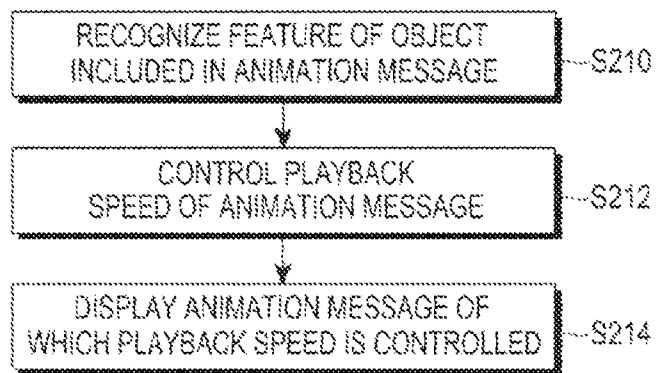 RECOGNIZE FEATURE OF OBJECT
INCLUDED IN ANIMATION MESSAGE
S210
CONTROL PLAYBACK
SPEED OF ANIMATION MESSAGE
S212
DISPLAY ANIMATION MESSAGE OF
WHICH PLAYBACK SPEED IS CONTROLLED
S214